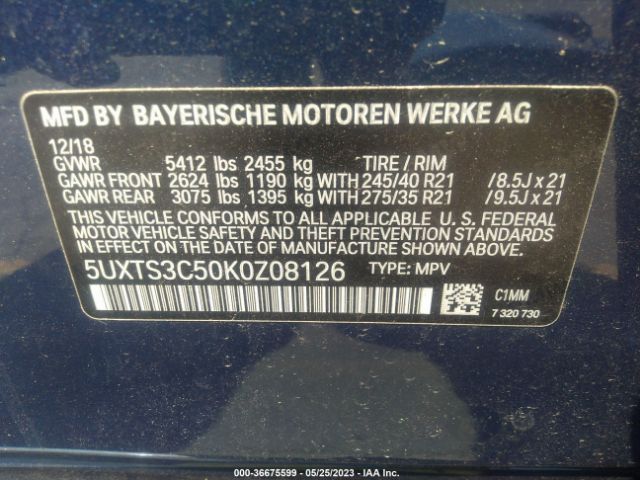 MFD BY BAYERISCHE MOTOREN WERKE AG
12/18
GVWR 5412 lbs 2455 kg TIRE / RIM
GAWR FRONT 2624 lbs 1190 kg WITH 245/40 R21 /8.5J x 21
GAWR REAR 3075 lbs 1395 kg WITH 275/35 R21 /9.5J x 21
THIS VEHICLE CONFORMS TO ALL APPLICABLE U. S. FEDERAL
MOTOR VEHICLE SAFETY AND THEFT PREVENTION STANDARDS
IN EFFECT ON THE DATE OF MANUFACTURE SHOWN ABOVE.
5UXTS3C50K0Z08126 TYPE: MPV
C1MM
7 320 730
000-36675599 - 05/25/2023 - IAA Inc.